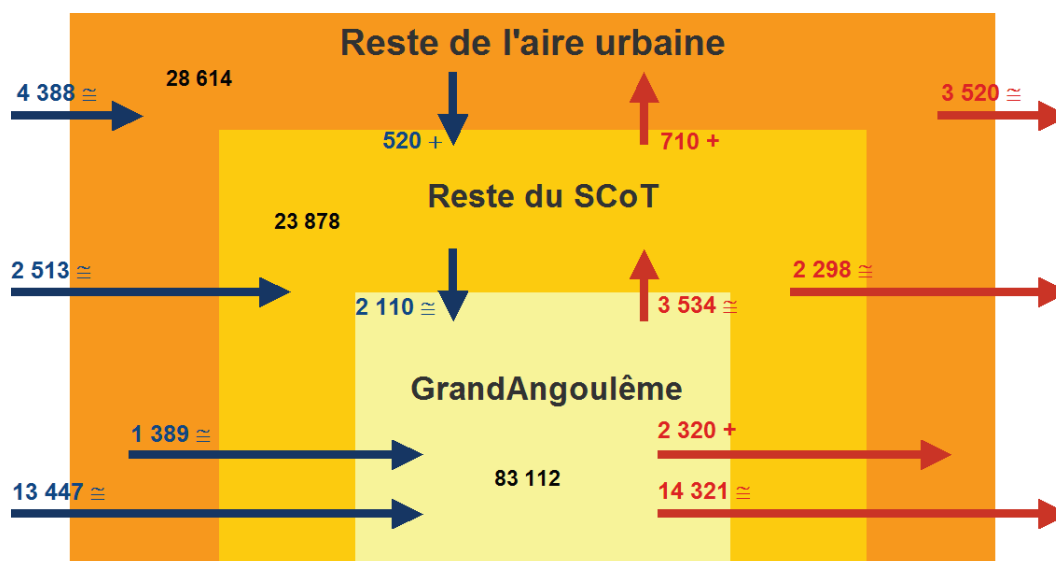 Reste de l'aire urbaine
28 614
4 388 ≅
3 520 ≅
520 +
710 +
Reste du SCoT
23 878
2 513 ≅
2 298 ≅
2 110 ≅
3 534 ≅
GrandAngoulême
1 389 ≅
2 320 +
83 112
13 447 ≅
14 321 ≅